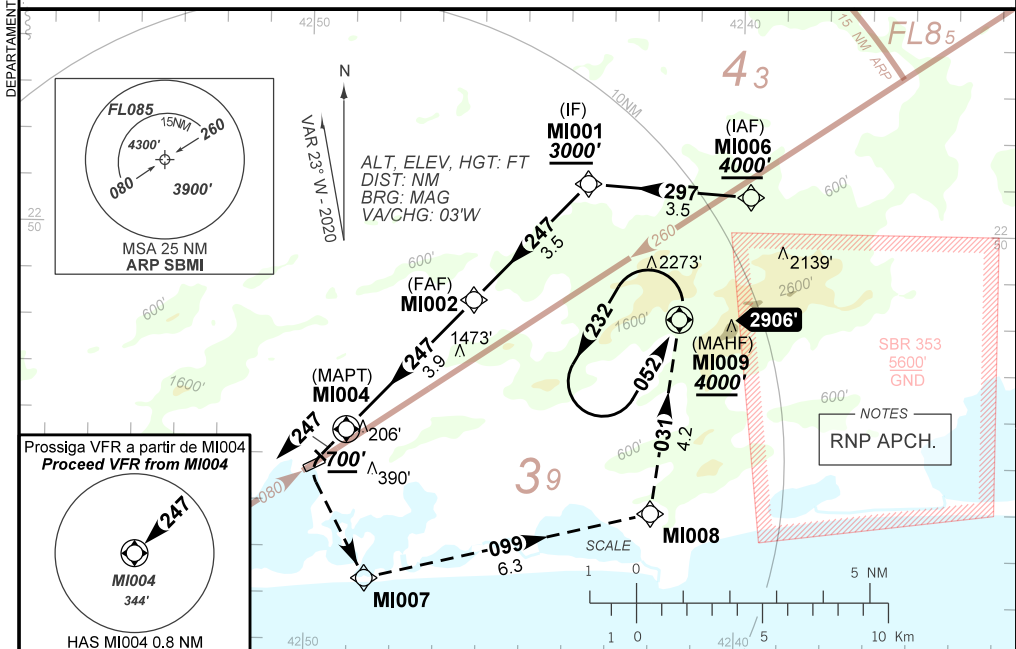 DEPARTAMENT
42 50
42 40
15 NM ARP
FL85
43
10NM
FL085
15NM
4300'
260
080
3900'
MSA 25 NM
ARP SBMI
N
VAR 23° W - 2020
ALT, ELEV, HGT: FT
DIST: NM
BRG: MAG
VA/CHG: 03'W
(IF)
MI001
3000'
(IAF)
MI006
4000'
297
3.5
600'
22
50
22
50
247
3.5
260
600'
2273'
2139'
2600'
(FAF)
MI002
600'
232
1600'
2906'
1473'
(MAHF)
MI009
4000'
SBR 353
5600'
GND
247
3.9
052
1600'
(MAPT)
MI004
600'
NOTES
RNP APCH.
247
206'
700'
390'
031
4.2
600'
39
080
Prossiga VFR a partir de MI004
Proceed VFR from MI004
247
MI004
344'
HAS MI004 0.8 NM
MI008
099
6.3
SCALE
MI007
1 0 5 NM
1 0 5 10 Km
42 50
42 40